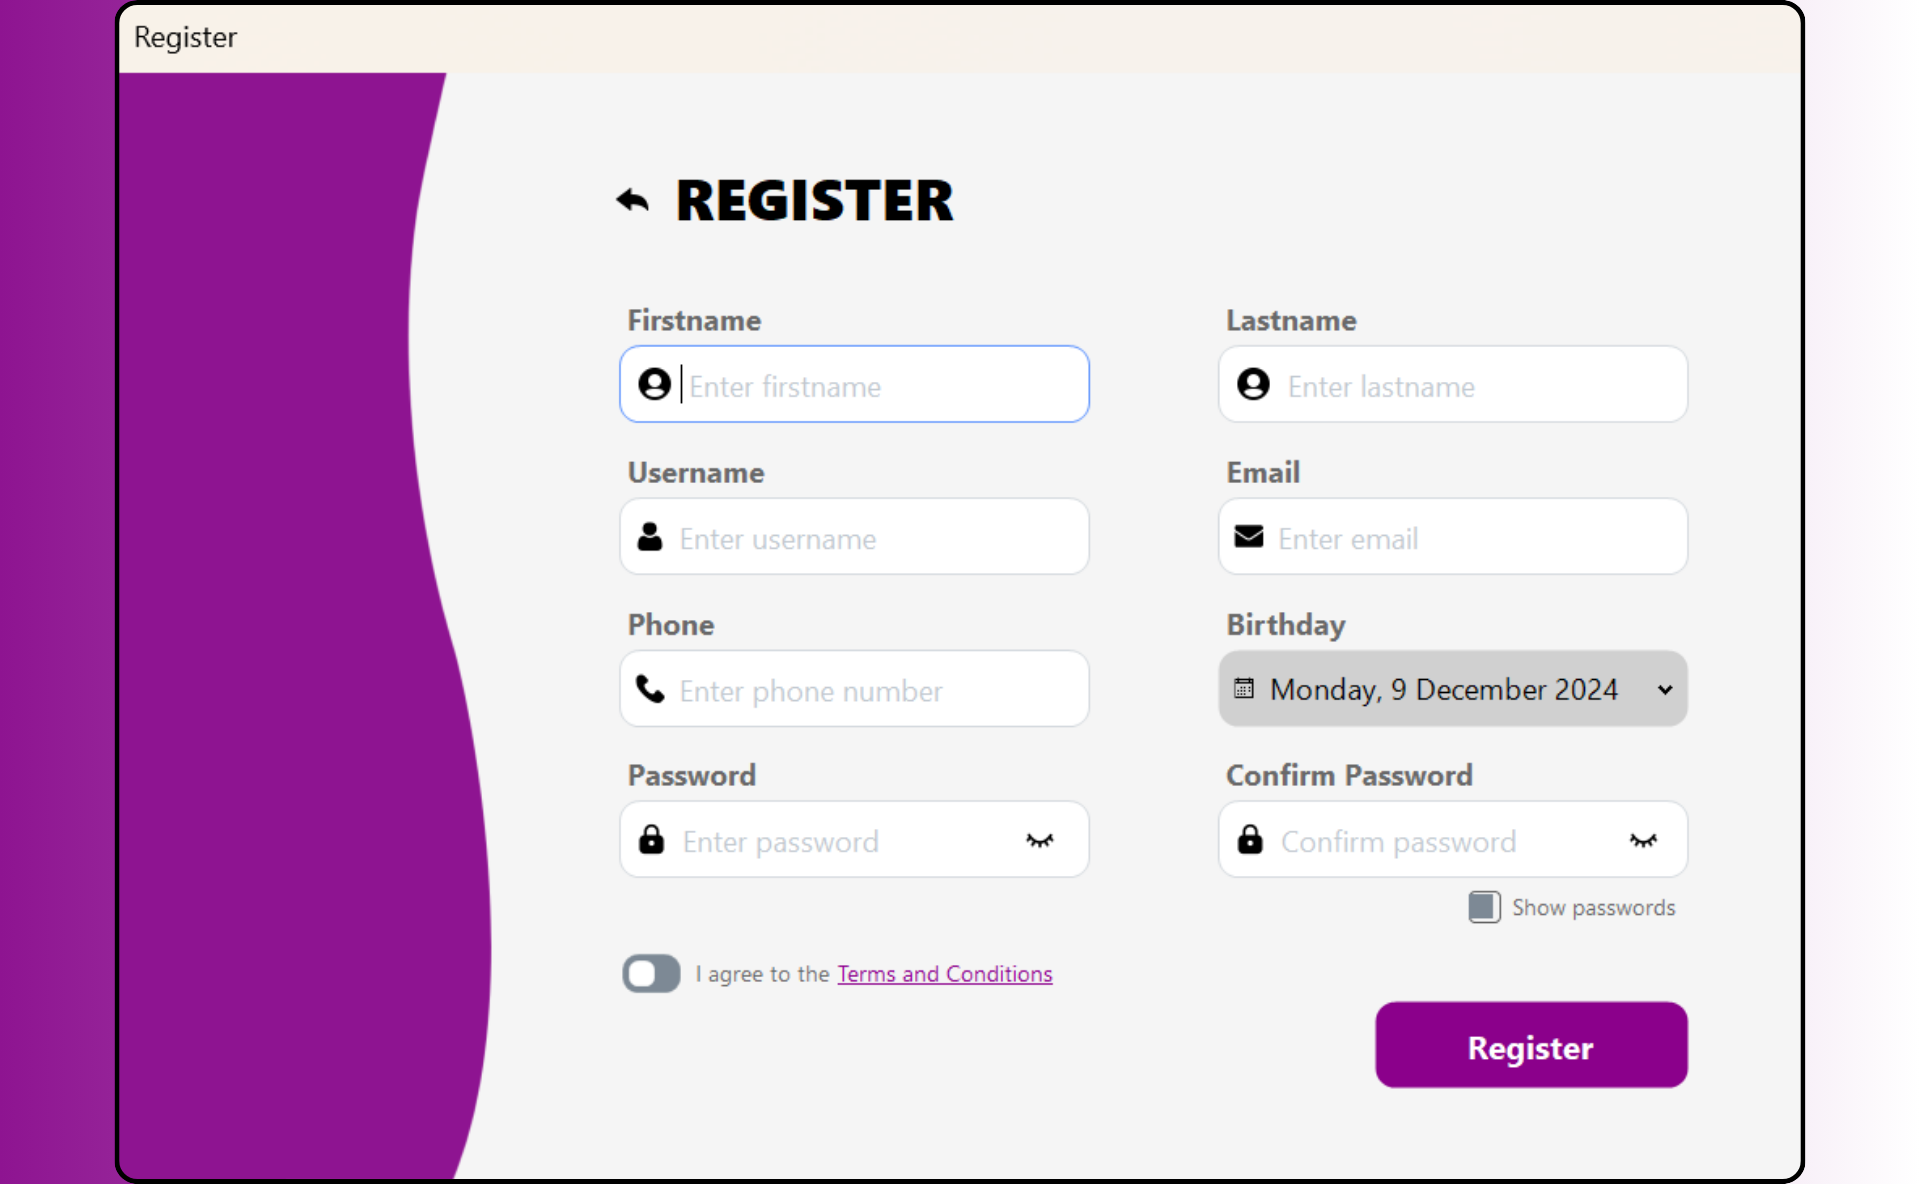 Register
REGISTER
Firstname
Lastname
Enter firstname
Enter lastname
Username
Email
Enter username
Enter email
Phone
Birthday
Enter phone number
Monday, 9 December 2024
Password
Confirm Password
Enter password
Confirm password
Show passwords
I agree to the Terms and Conditions
Register